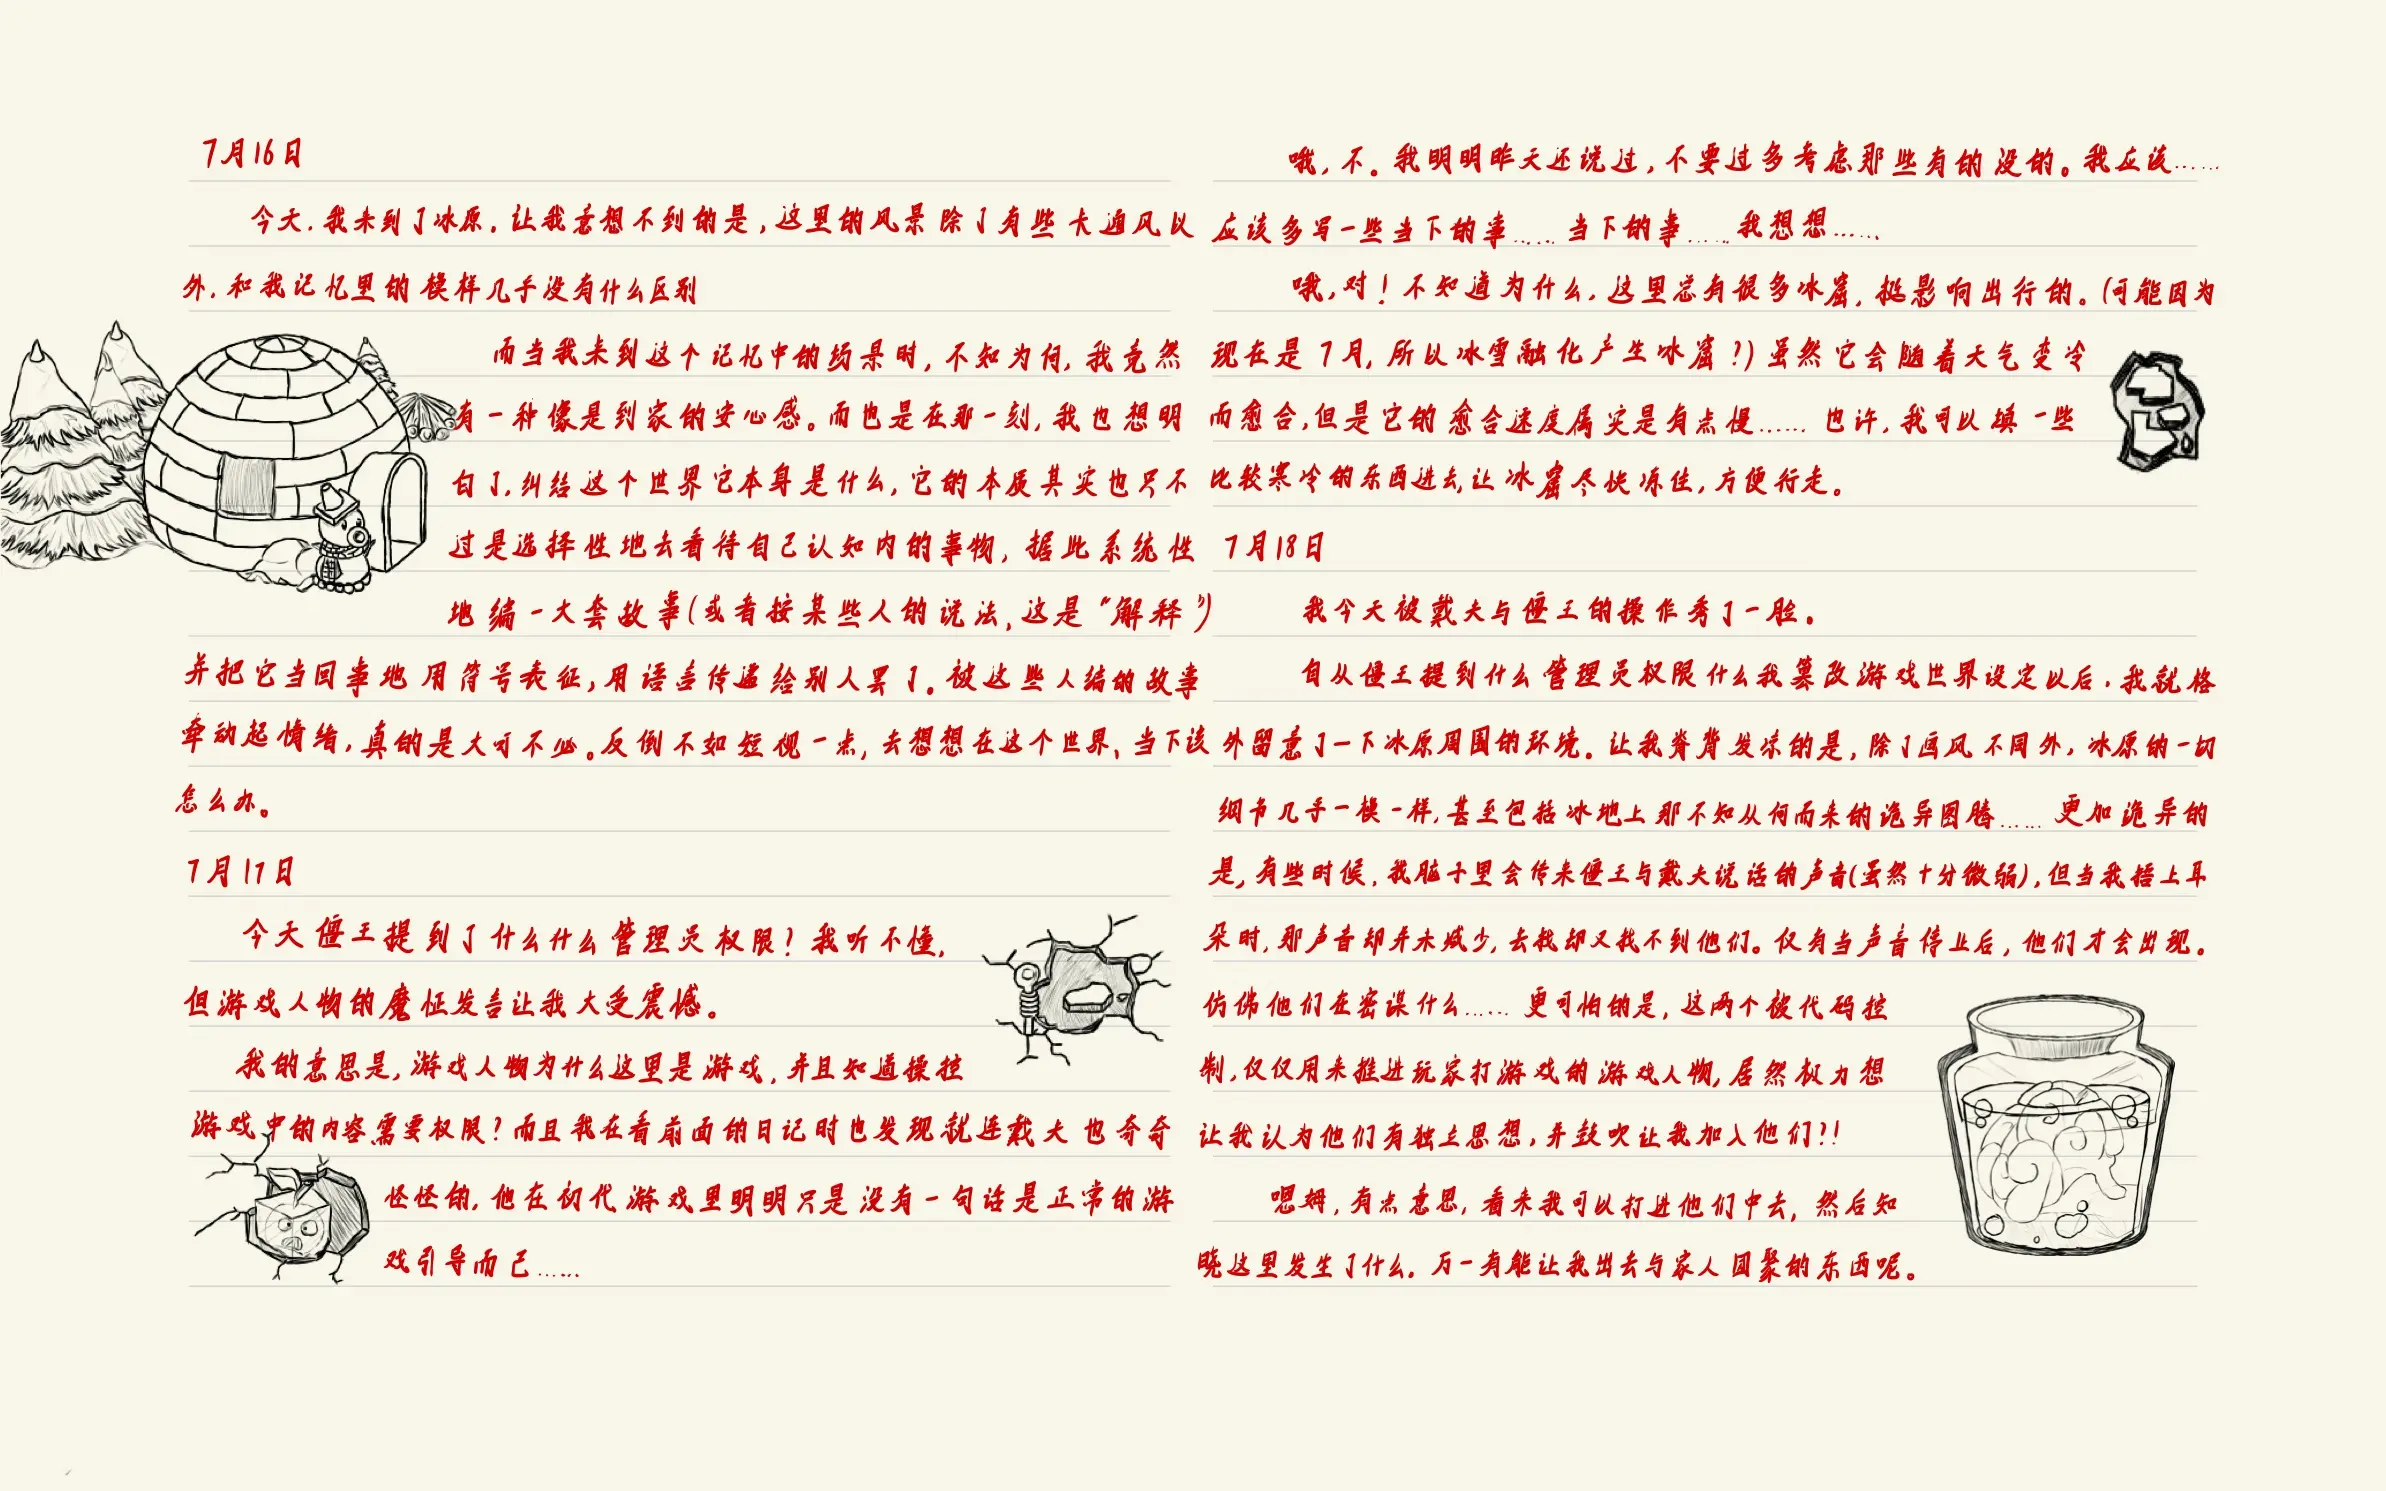 7月16日
今天,我来到了冰原。让我意想不到的是,这里的风景除了有些卡通风以
外,和我记忆里的模样几乎没有什么区别
而当我来到这个记忆中的场景时,不知为何,我竟然
有一种像是到家的安心感。而也是在那一刻,我也想明
白了,纠结这个世界它本身是什么,它的本质其实也只不
过是选择性地去看待自己认知内的事物,据此系统性
地编一大套故事(或者按某些人的说法,这是“解释”)
并把它当回事地用符号表征,用语言传递给别人罢了。被这些人编的故事
牵动起情绪,真的是大可不必。反倒不如短视一点,去想想在这个世界、当下该
怎么办。
7月17日
今天僵王提到了什么什么管理员权限?我听不懂,
但游戏人物的魔怔发言让我大受震憾。
我的意思是,游戏人物为什么这里是游戏,并且知道操控
游戏中的内容需要权限?而且我在看前面的日记时也发现就连戴夫也奇奇
怪怪的,他在初代游戏里明明只是没有一句话是正常的游
戏引导而已……
哦,不。我明明昨天还说过,不要过多考虑那些有的没的。我应该……
应该多写一些当下的事……当下的事……我想想……
哦,对!不知道为什么,这里总有很多冰窟,挺影响出行的。(可能因为
现在是7月,所以冰雪融化产生冰窟?)虽然它会随着天气变冷
而愈合,但是它的愈合速度属实是有点慢……也许,我可以填一些
比较寒冷的东西进去,让冰窟尽快冻住,方便行走。
7月18日
我今天被戴夫与僵王的操作秀了一脸。
自从僵王提到什么管理员权限什么我篡改游戏世界设定以后,我就格
外留意了一下冰原周围的环境。让我脊背发凉的是,除了画风不同外,冰原的一切
细节几乎一模一样,甚至包括冰地上那不知从何而来的诡异图腾……更加诡异的
是,有些时候,我脑子里会传来僵王与戴夫说话的声音(虽然十分微弱),但当我捂上耳
朵时,那声音却并未减少,去找却又找不到他们。仅有当声音停止后,他们才会出现。
仿佛他们在密谋什么……更可怕的是,这两个被代码控
制,仅仅用来推进玩家打游戏的游戏人物,居然极力想
让我认为他们有独立思想,并鼓吹让我加入他们?!
嗯姆,有点意思,看来我可以打进他们中去,然后知
晓这里发生了什么。万一有能让我出去与家人团聚的东西呢。